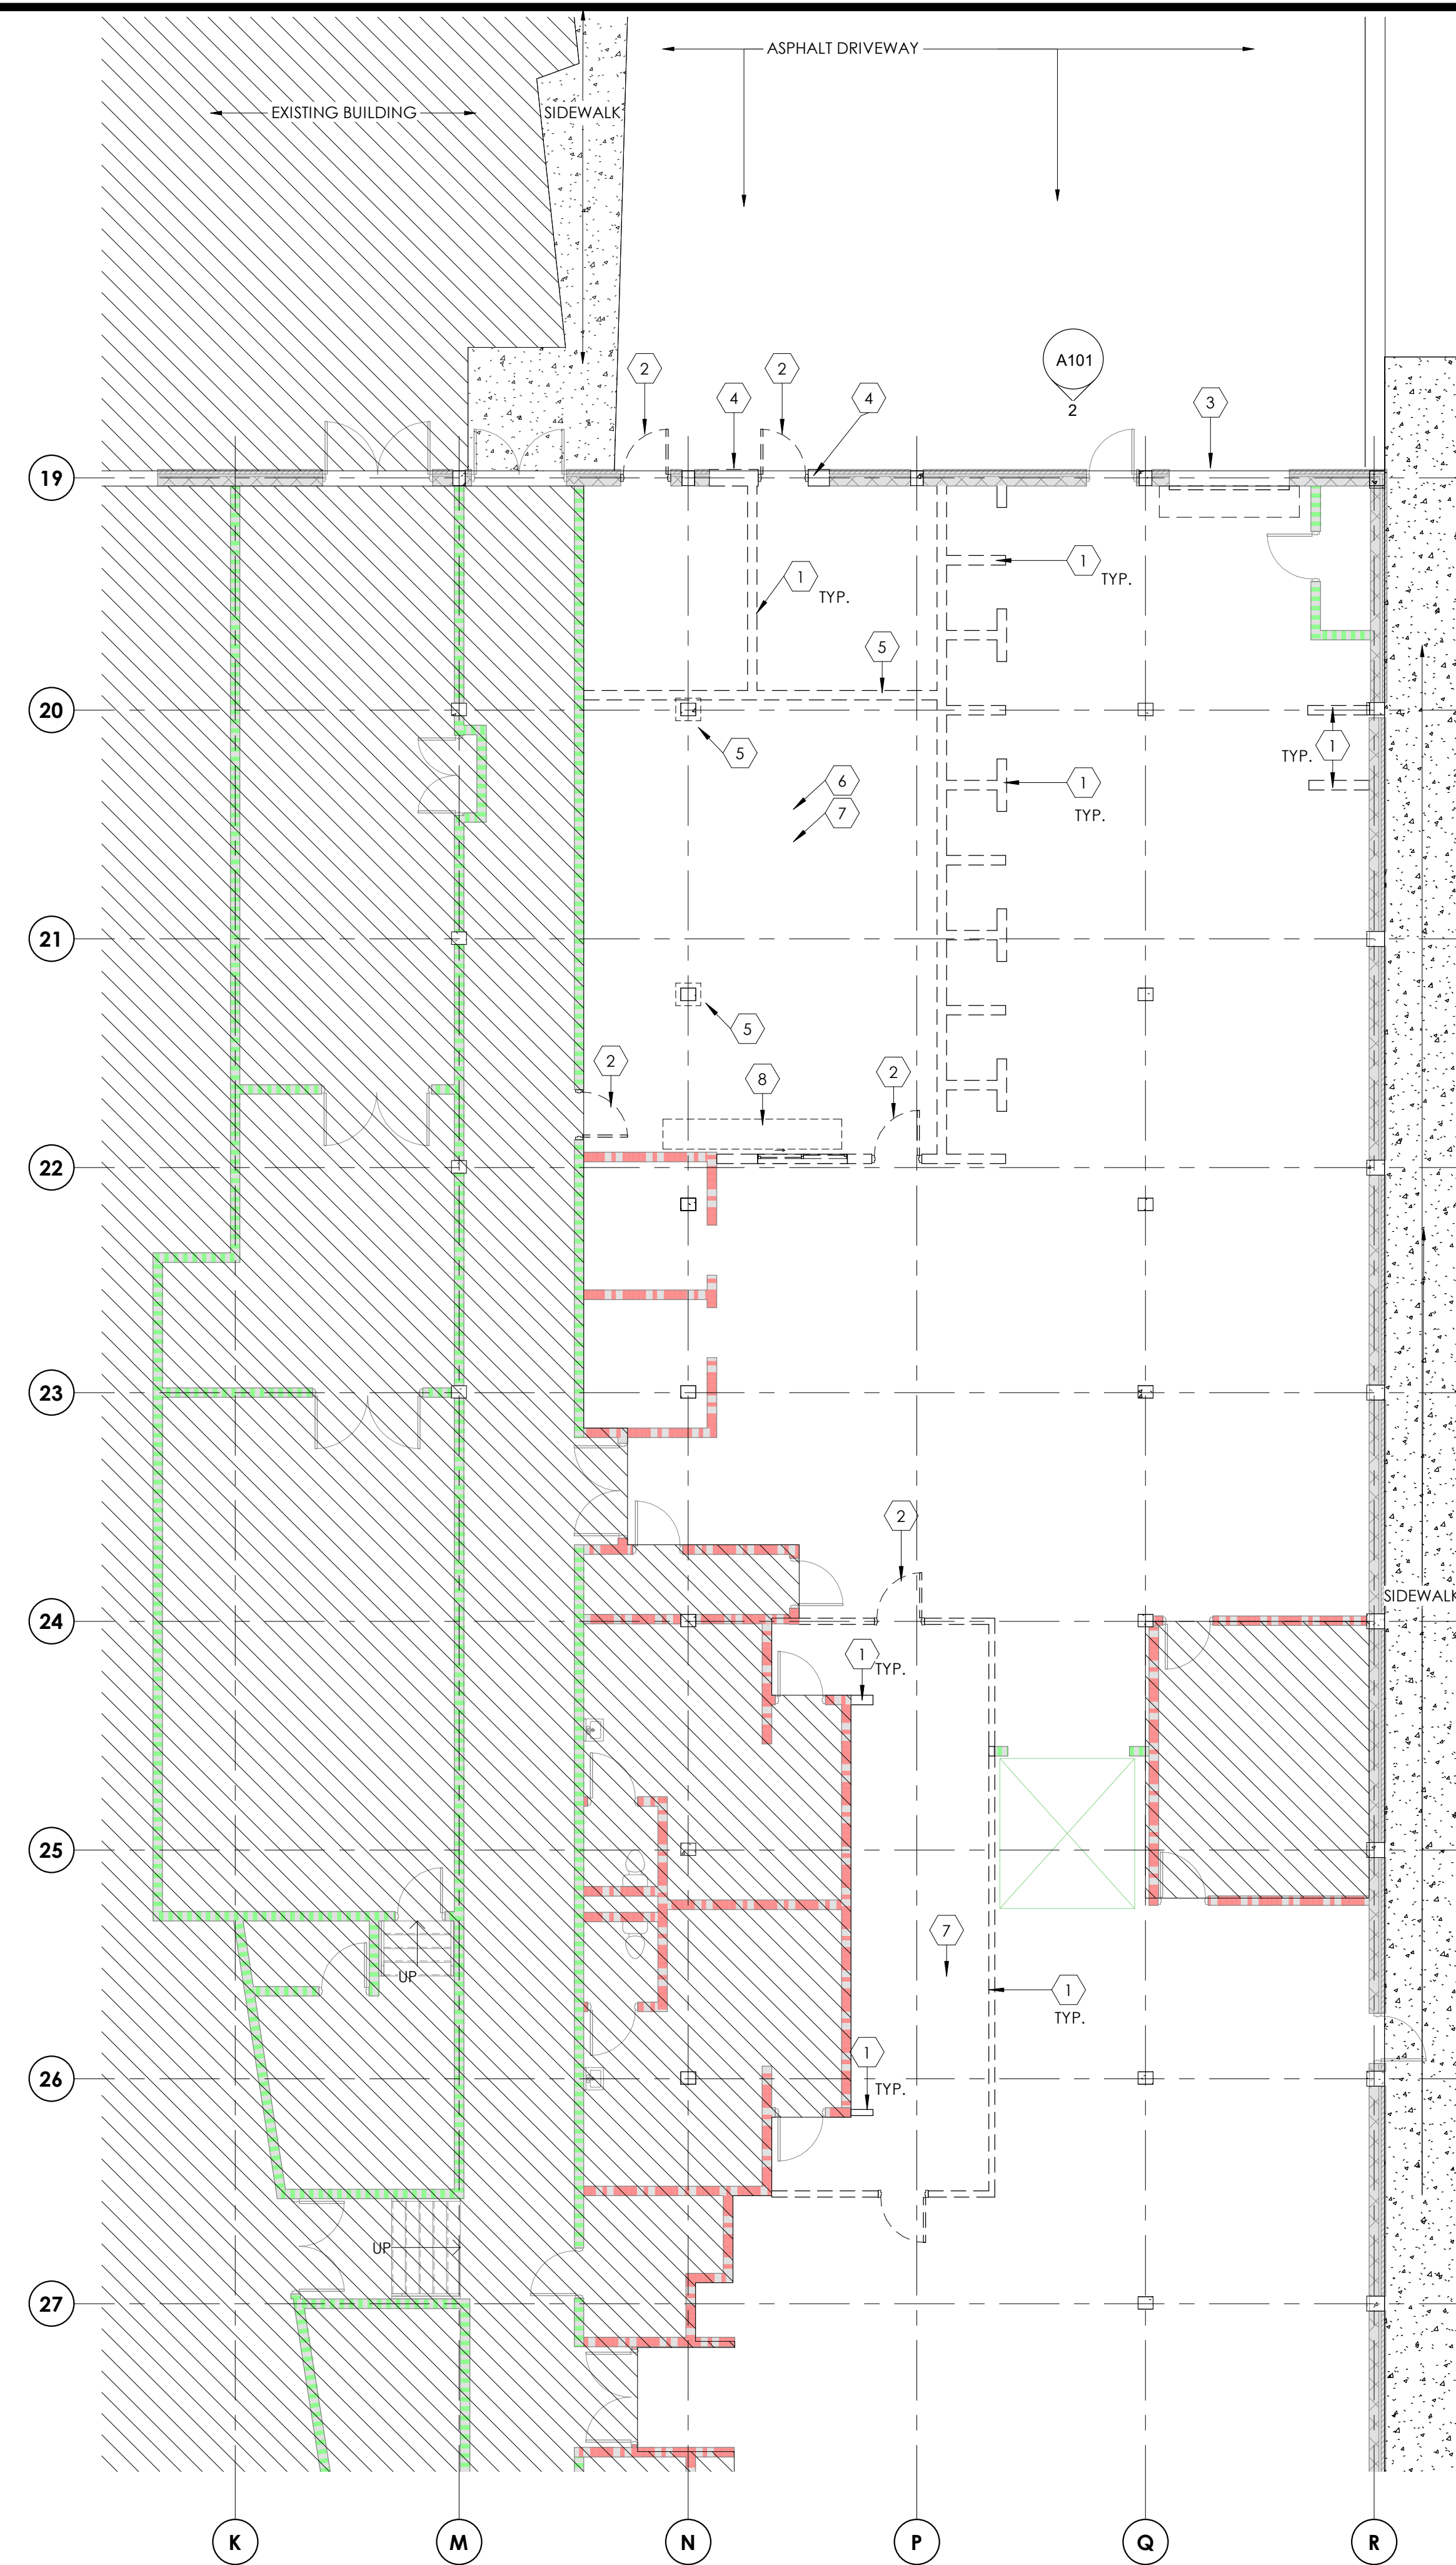 ASPHALT DRIVEWAY
EXISTING BUILDING
SIDEWALK
A101
2
2
2
4
4
3
19
1
TYP.
1
TYP.
5
20
5
1
TYP.
6
7
1
TYP.
21
5
2
8
2
22
23
2
24
SIDEWALK
1
TYP.
25
7
UP
1
TYP.
26
1
TYP.
UP
27
K
M
N
P
Q
R